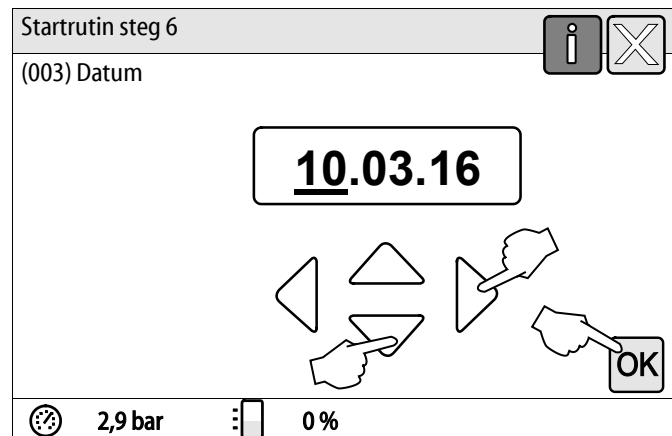 Startrutin steg 6
i
X
(003) Datum
10.03.16
OK
2,9 bar 0 %